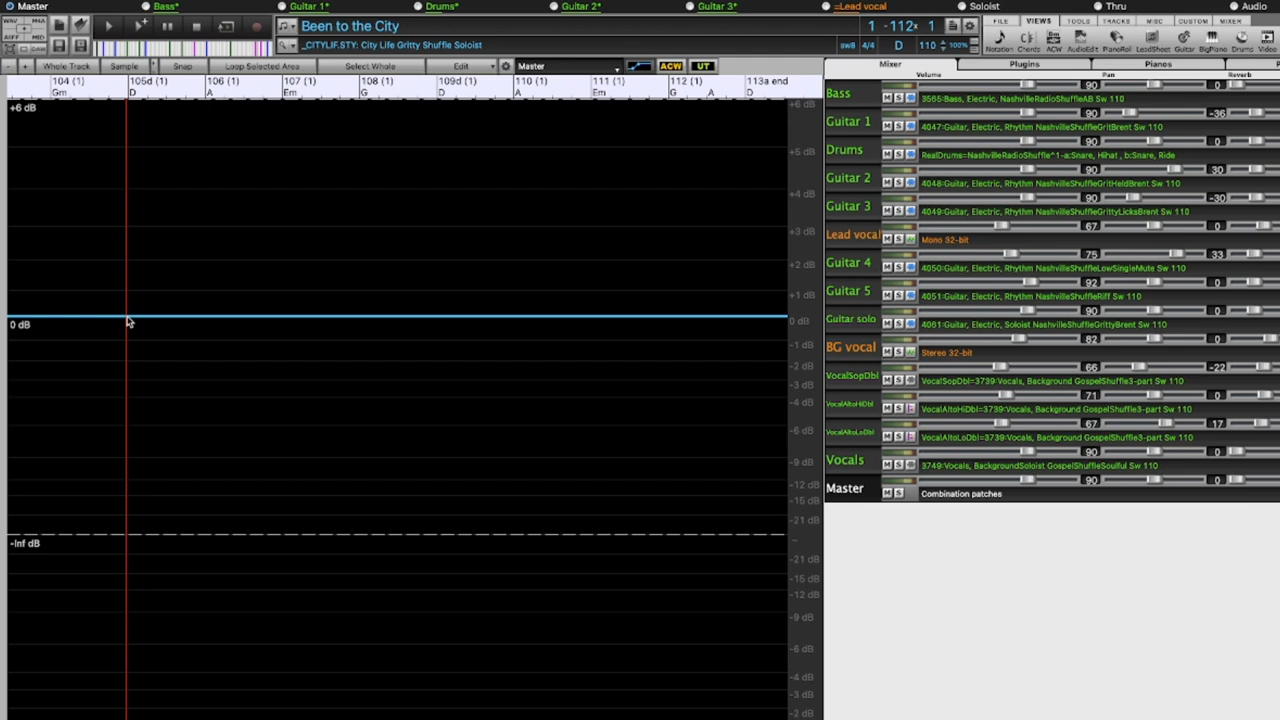 Master Bass* Guitar 1* Drums* Guitar 2* Guitar 3* =Lead vocal Soloist Thru Audio
Been to the City 1 -112x 1
_CITYLIF.STY: City Life Gritty Shuffle Soloist sw8 4/4 D 110 100%
FILE VIEWS TOOLS TRACKS MISC CUSTOM MIXER
Notation Chords ACW AudioEdit PianoRoll LeadSheet Guitar BigPiano Drums Video
- + Whole Track Sample Snap Loop Selected Area Select Whole Edit Master ACW UT
Mixer Plugins Pianos
Volume Pan Reverb
104 (1) 105d (1) 106 (1) 107 (1) 108 (1) 109d (1) 110 (1) 111 (1) 112 (1) 113a end
Gm D A Em G D A Em G A D
+6 dB
0 dB
-Inf dB
+6 dB
+5 dB
+4 dB
+3 dB
+2 dB
+1 dB
0 dB
-1 dB
-2 dB
-3 dB
-4 dB
-6 dB
-9 dB
-12 dB
-15 dB
-21 dB
-21 dB
-15 dB
-12 dB
-9 dB
-6 dB
-4 dB
-3 dB
-2 dB
Bass M S 90 0
3565:Bass, Electric, NashvilleRadioShuffleAB Sw 110
Guitar 1 M S 90 -36
4047:Guitar, Electric, Rhythm NashvilleShuffleGritBrent Sw 110
Drums M S 90 0
RealDrums=NashvilleRadioShuffle^1-a:Snare, Hihat , b:Snare, Ride
Guitar 2 M S 90 30
4048:Guitar, Electric, Rhythm NashvilleShuffleGritHeldBrent Sw 110
Guitar 3 M S 90 -30
4049:Guitar, Electric, Rhythm NashvilleShuffleGrittyLicksBrent Sw 110
Lead vocal M S 67 0
Mono 32-bit
Guitar 4 M S 75 33
4050:Guitar, Electric, Rhythm NashvilleShuffleLowSingleMute Sw 110
Guitar 5 M S 92 0
4051:Guitar, Electric, Rhythm NashvilleShuffleRiff Sw 110
Guitar solo M S 90 0
4061:Guitar, Electric, Soloist NashvilleShuffleGrittyBrent Sw 110
BG vocal M S 82 0
Stereo 32-bit
VocalSopDbl M S 66 -22
VocalSopDbl=3739:Vocals, Background GospelShuffle3-part Sw 110
VocalAltoHiDbl M S 71 0
VocalAltoHiDbl=3739:Vocals, Background GospelShuffle3-part Sw 110
VocalAltoLoDbl M S 67 17
VocalAltoLoDbl=3739:Vocals, Background GospelShuffle3-part Sw 110
Vocals M S 90 0
3749:Vocals, BackgroundSoloist GospelShuffleSoulful Sw 110
Master M S 90 0
Combination patches